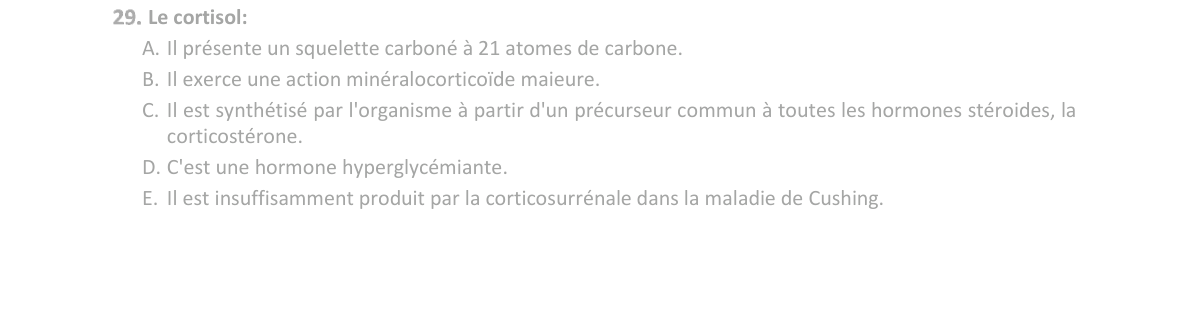 29. Le cortisol:
A. Il présente un squelette carboné à 21 atomes de carbone.
B. Il exerce une action minéralocorticoïde maieure.
C. Il est synthétisé par l'organisme à partir d'un précurseur commun à toutes les hormones stéroides, la
corticostérone.
D. C'est une hormone hyperglycémiante.
E. Il est insuffisamment produit par la corticosurrénale dans la maladie de Cushing.